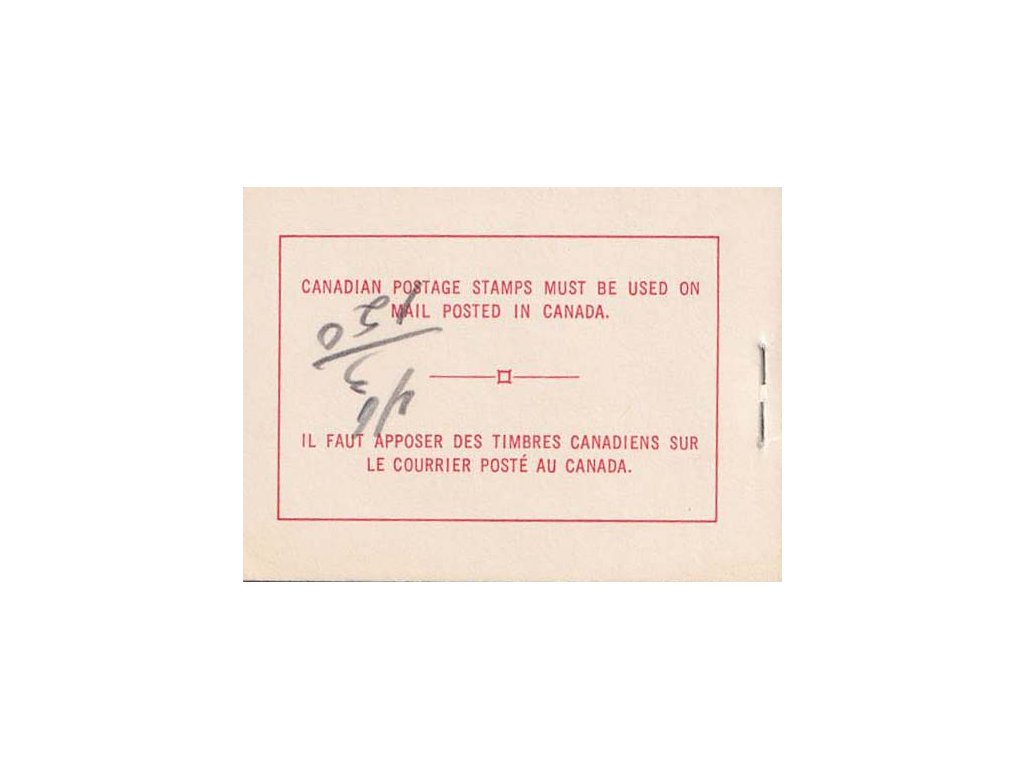 CANADIAN POSTAGE STAMPS MUST BE USED ON
MAIL POSTED IN CANADA.
IL FAUT APPOSER DES TIMBRES CANADIENS SUR
LE COURRIER POSTÉ AU CANADA.